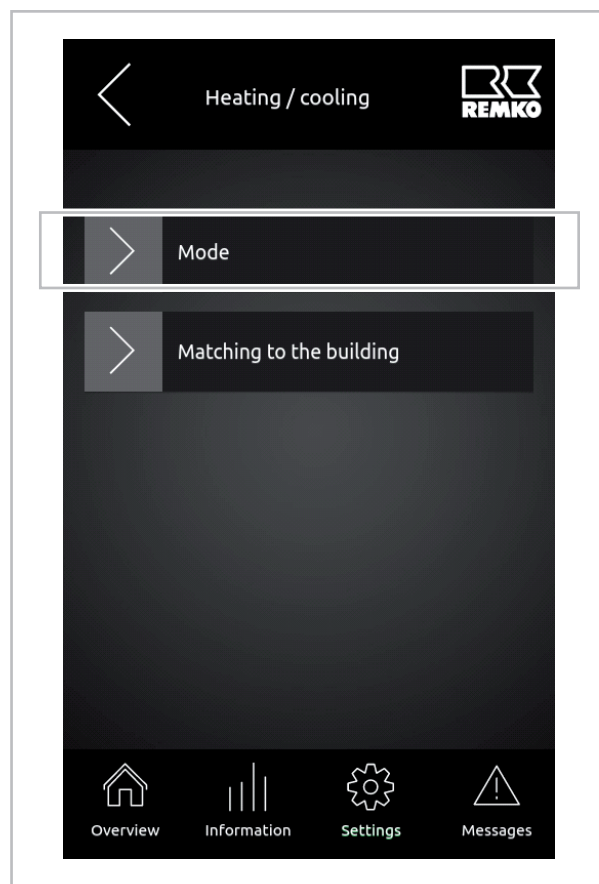 Heating / cooling
REMKO
Mode
Matching to the building
Overview Information Settings Messages